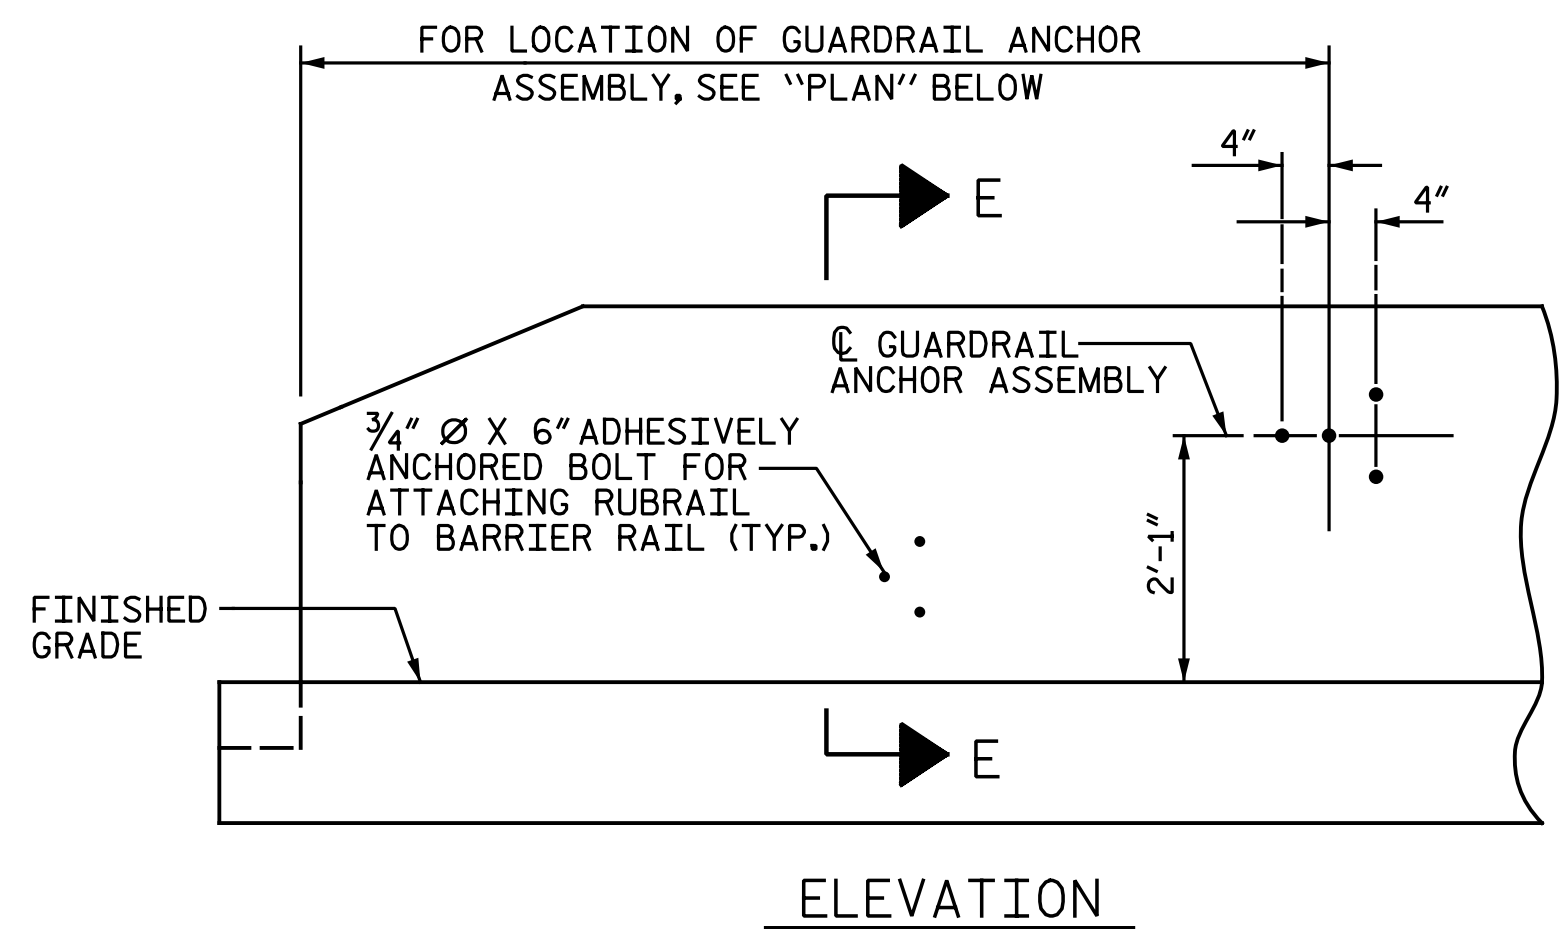 FOR LOCATION OF GUARDRAIL ANCHOR
ASSEMBLY, SEE "PLAN" BELOW
4"
4"
E
℄ GUARDRAIL
ANCHOR ASSEMBLY
3/4" Ø X 6" ADHESIVELY
ANCHORED BOLT FOR
ATTACHING RUBRAIL
TO BARRIER RAIL (TYP.)
2'-1"
FINISHED
GRADE
E
ELEVATION